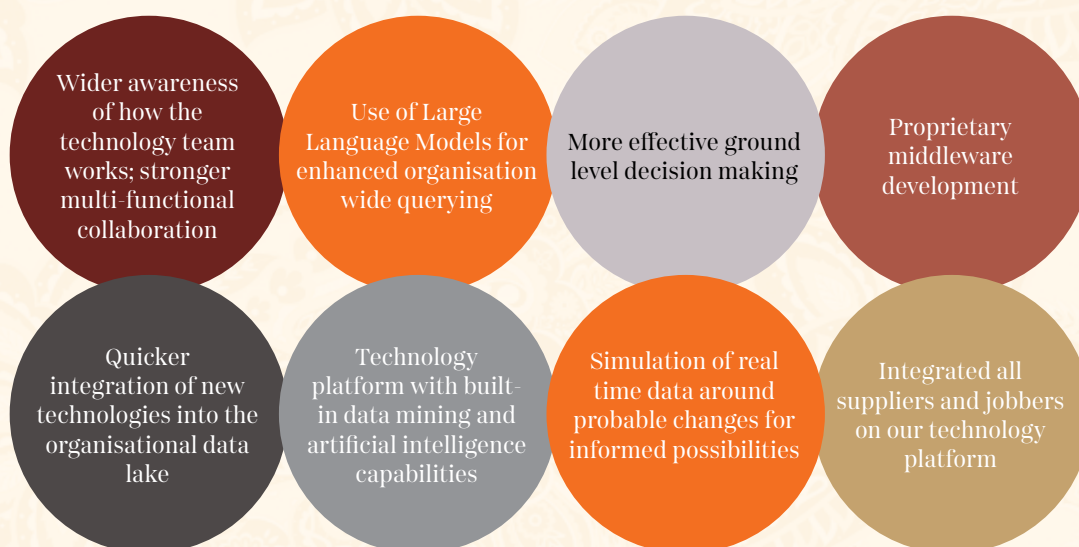 Wider awareness
of how the
technology team
works; stronger
multi-functional
collaboration
Use of Large
Language Models for
enhanced organisation
wide querying
More effective ground
level decision making
Proprietary
middleware
development
Quicker
integration of new
technologies into the
organisational data
lake
Technology
platform with built-
in data mining and
artificial intelligence
capabilities
Simulation of real
time data around
probable changes for
informed possibilities
Integrated all
suppliers and jobbers
on our technology
platform